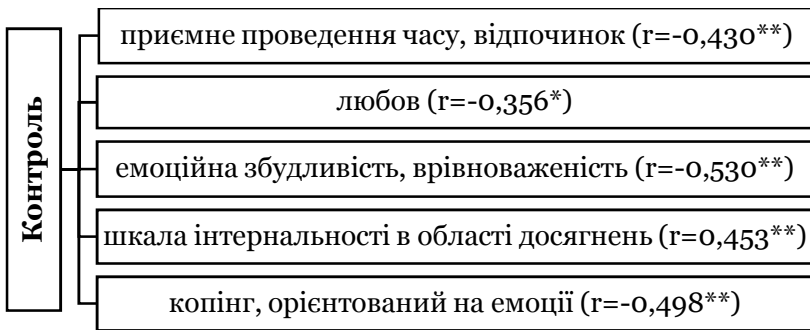 Контроль
приємне проведення часу, відпочинок (r=-0,430**)
любов (r=-0,356*)
емоційна збудливість, врівноваженість (r=-0,530**)
шкала інтернальності в області досягнень (r=0,453**)
копінг, орієнтований на емоції (r=-0,498**)